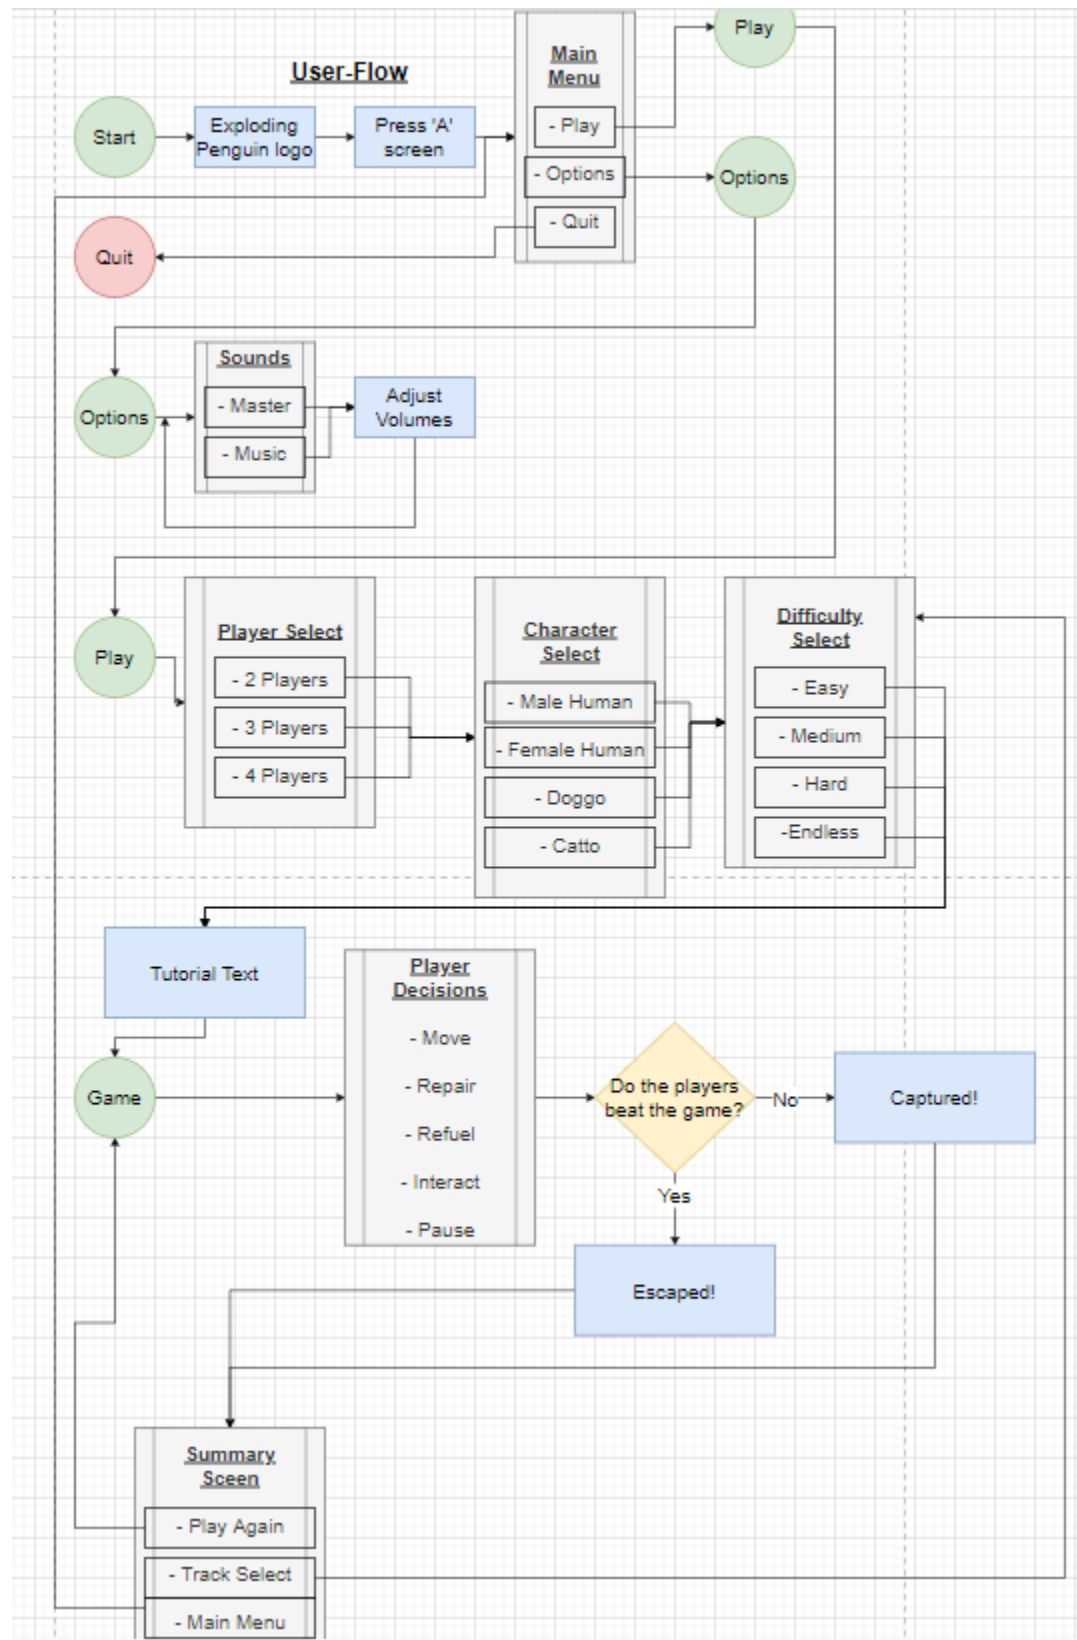 User-Flow
Start
Exploding
Penguin logo
Press 'A'
screen
Main
Menu
- Play
- Options
- Quit
Play
Options
Quit
Options
Sounds
- Master
- Music
Adjust
Volumes
Play
Player Select
- 2 Players
- 3 Players
- 4 Players
Character
Select
- Male Human
- Female Human
- Doggo
- Catto
Difficulty
Select
- Easy
- Medium
- Hard
-Endless
Tutorial Text
Game
Player
Decisions
- Move
- Repair
- Refuel
- Interact
- Pause
Do the players
beat the game?
No
Captured!
Yes
Escaped!
Summary
Sceen
- Play Again
- Track Select
- Main Menu